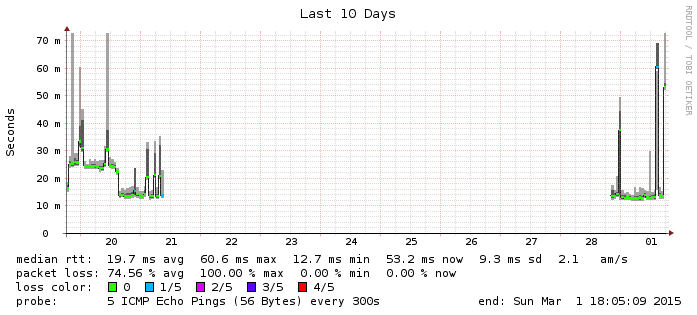 Last 10 Days
RRDTOOL / TOBI OETIKER
Seconds
70 m
60 m
50 m
40 m
30 m
20 m
10 m
0
20 21 22 23 24 25 26 27 28 01
median rtt: 19.7 ms avg 60.6 ms max 12.7 ms min 53.2 ms now 9.3 ms sd 2.1 am/s
packet loss: 74.56 % avg 100.00 % max 0.00 % min 0.00 % now
loss color: 0 1/5 2/5 3/5 4/5
probe: 5 ICMP Echo Pings (56 Bytes) every 300s end: Sun Mar 1 18:05:09 2015